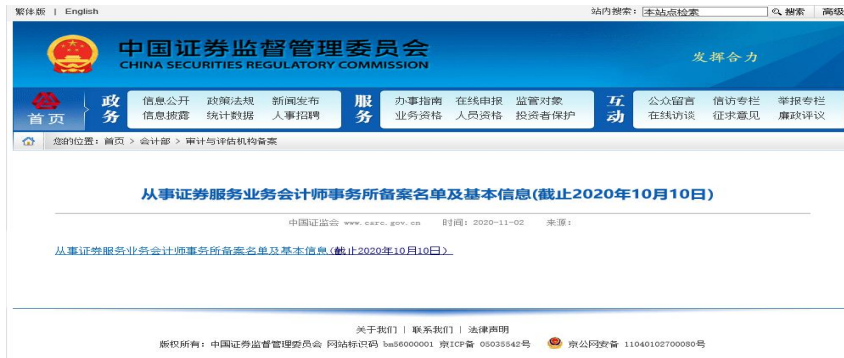 繁体版 | English 站内搜索： 本站点检索 搜索 高级
中国证券监督管理委员会
CHINA SECURITIES REGULATORY COMMISSION
发挥合力
首页 政务 信息公开 政策法规 新闻发布 服务 办事指南 在线申报 监管对象 互动 公众留言 信访专栏 举报专栏
信息披露 统计数据 人事招聘 业务资格 人员资格 投资者保护 在线访谈 征求意见 廉政评议
您的位置：首页 > 会计部 > 审计与评估机构备案
从事证券服务业务会计师事务所备案名单及基本信息(截止2020年10月10日)
中国证监会 www.csrc.gov.cn 时间：2020-11-02 来源：
从事证券服务业务会计师事务所备案名单及基本信息（截止2020年10月10日）
关于我们 | 联系我们 | 法律声明
版权所有：中国证券监督管理委员会 网站标识码 bm56000001 京ICP备 05035542号 京公网安备 11040102700080号